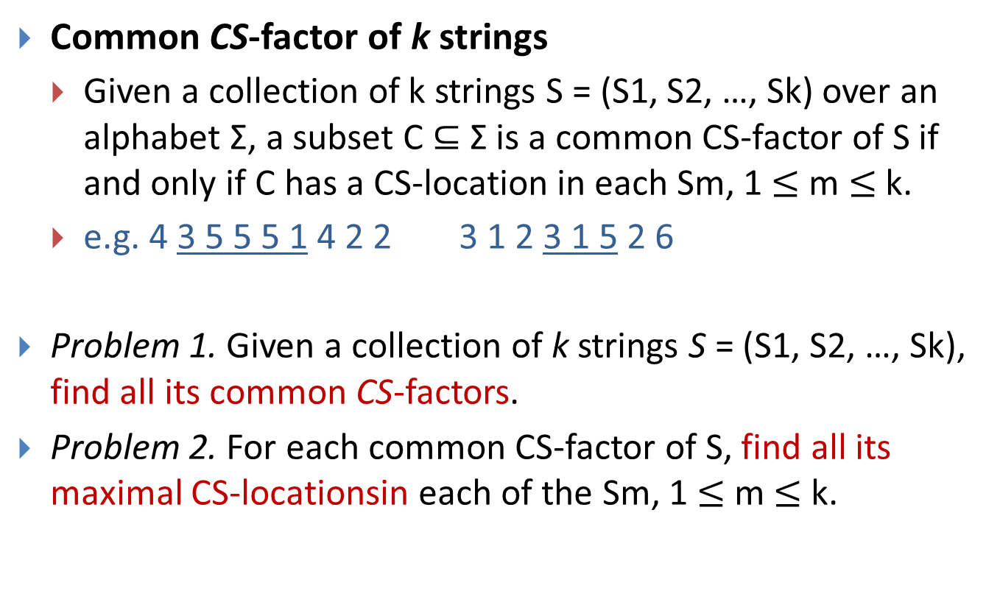 Common CS-factor of k strings
Given a collection of k strings S = (S1, S2, …, Sk) over an
alphabet Σ, a subset C ⊆ Σ is a common CS-factor of S if
and only if C has a CS-location in each Sm, 1 ≤ m ≤ k.
e.g. 4 3 5 5 5 1 4 2 2 3 1 2 3 1 5 2 6
Problem 1. Given a collection of k strings S = (S1, S2, …, Sk),
find all its common CS-factors.
Problem 2. For each common CS-factor of S, find all its
maximal CS-locationsin each of the Sm, 1 ≤ m ≤ k.